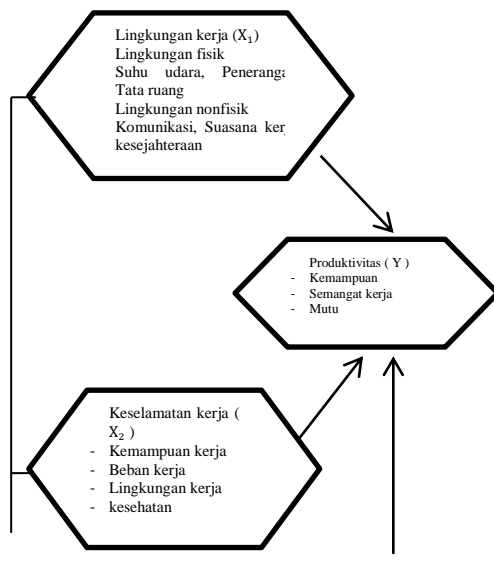 Lingkungan kerja (X₁)
Lingkungan fisik
Suhu udara, Peneranga
Tata ruang
Lingkungan nonfisik
Komunikasi, Suasana ker
kesejahteraan
Produktivitas ( Y )
- Kemampuan
- Semangat kerja
- Mutu
Keselamatan kerja (
X₂ )
- Kemampuan kerja
- Beban kerja
- Lingkungan kerja
- kesehatan